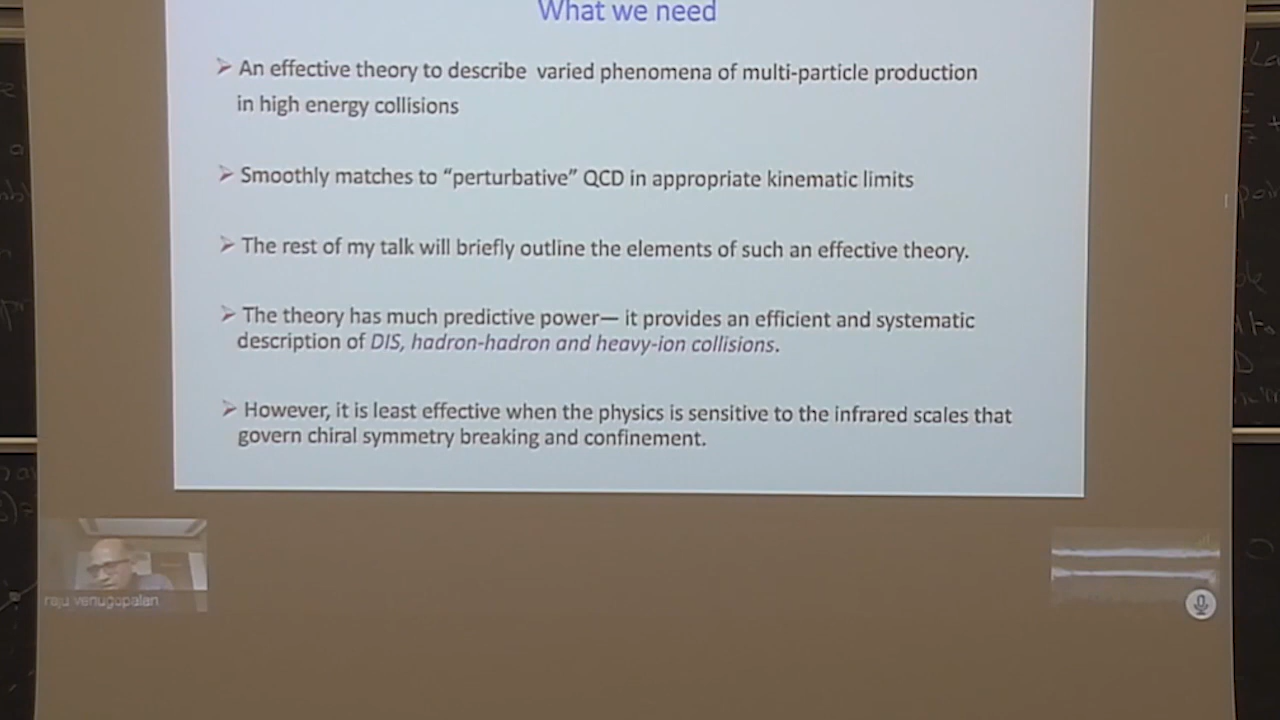 What we need
➢ An effective theory to describe varied phenomena of multi-particle production
in high energy collisions
➢ Smoothly matches to “perturbative” QCD in appropriate kinematic limits
➢ The rest of my talk will briefly outline the elements of such an effective theory.
➢ The theory has much predictive power— it provides an efficient and systematic
description of DIS, hadron-hadron and heavy-ion collisions.
➢ However, it is least effective when the physics is sensitive to the infrared scales that
govern chiral symmetry breaking and confinement.
raju venugopalan